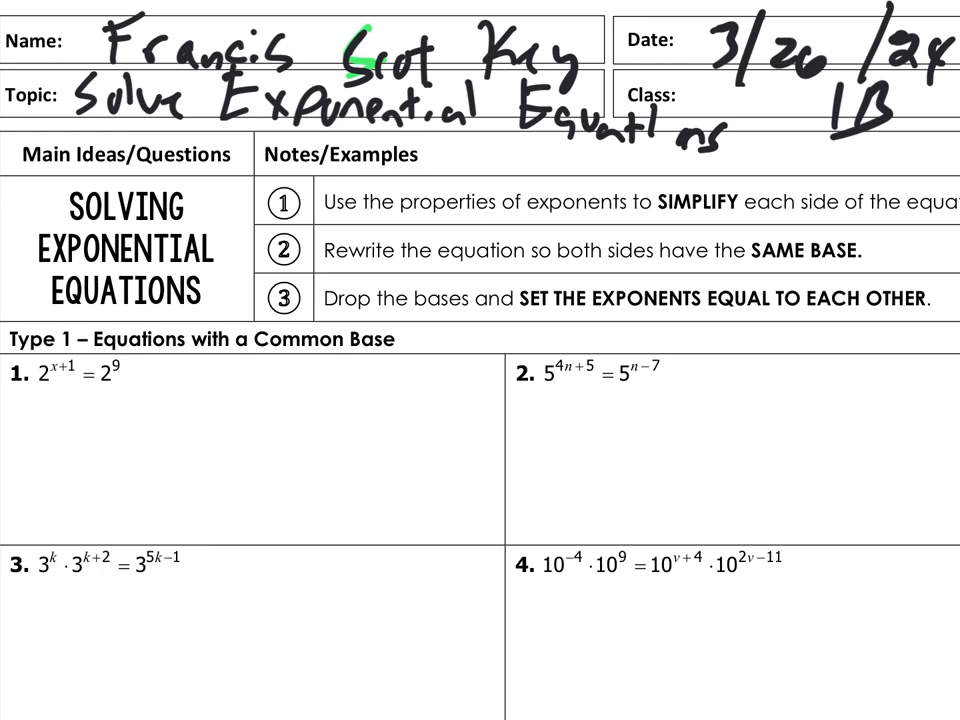 Name: Francis Scot Key Date: 3/26/24
Topic: Solve Exponential Equations Class: 1B
Main Ideas/Questions Notes/Examples
SOLVING
EXPONENTIAL
EQUATIONS
① Use the properties of exponents to SIMPLIFY each side of the equa
② Rewrite the equation so both sides have the SAME BASE.
③ Drop the bases and SET THE EXPONENTS EQUAL TO EACH OTHER.
Type 1 – Equations with a Common Base
1. 2^{x+1} = 2^{9}
2. 5^{4n+5} = 5^{n−7}
3. 3^{k} · 3^{k+2} = 3^{5k−1}
4. 10^{−4} · 10^{9} = 10^{v+4} · 10^{2v−11}